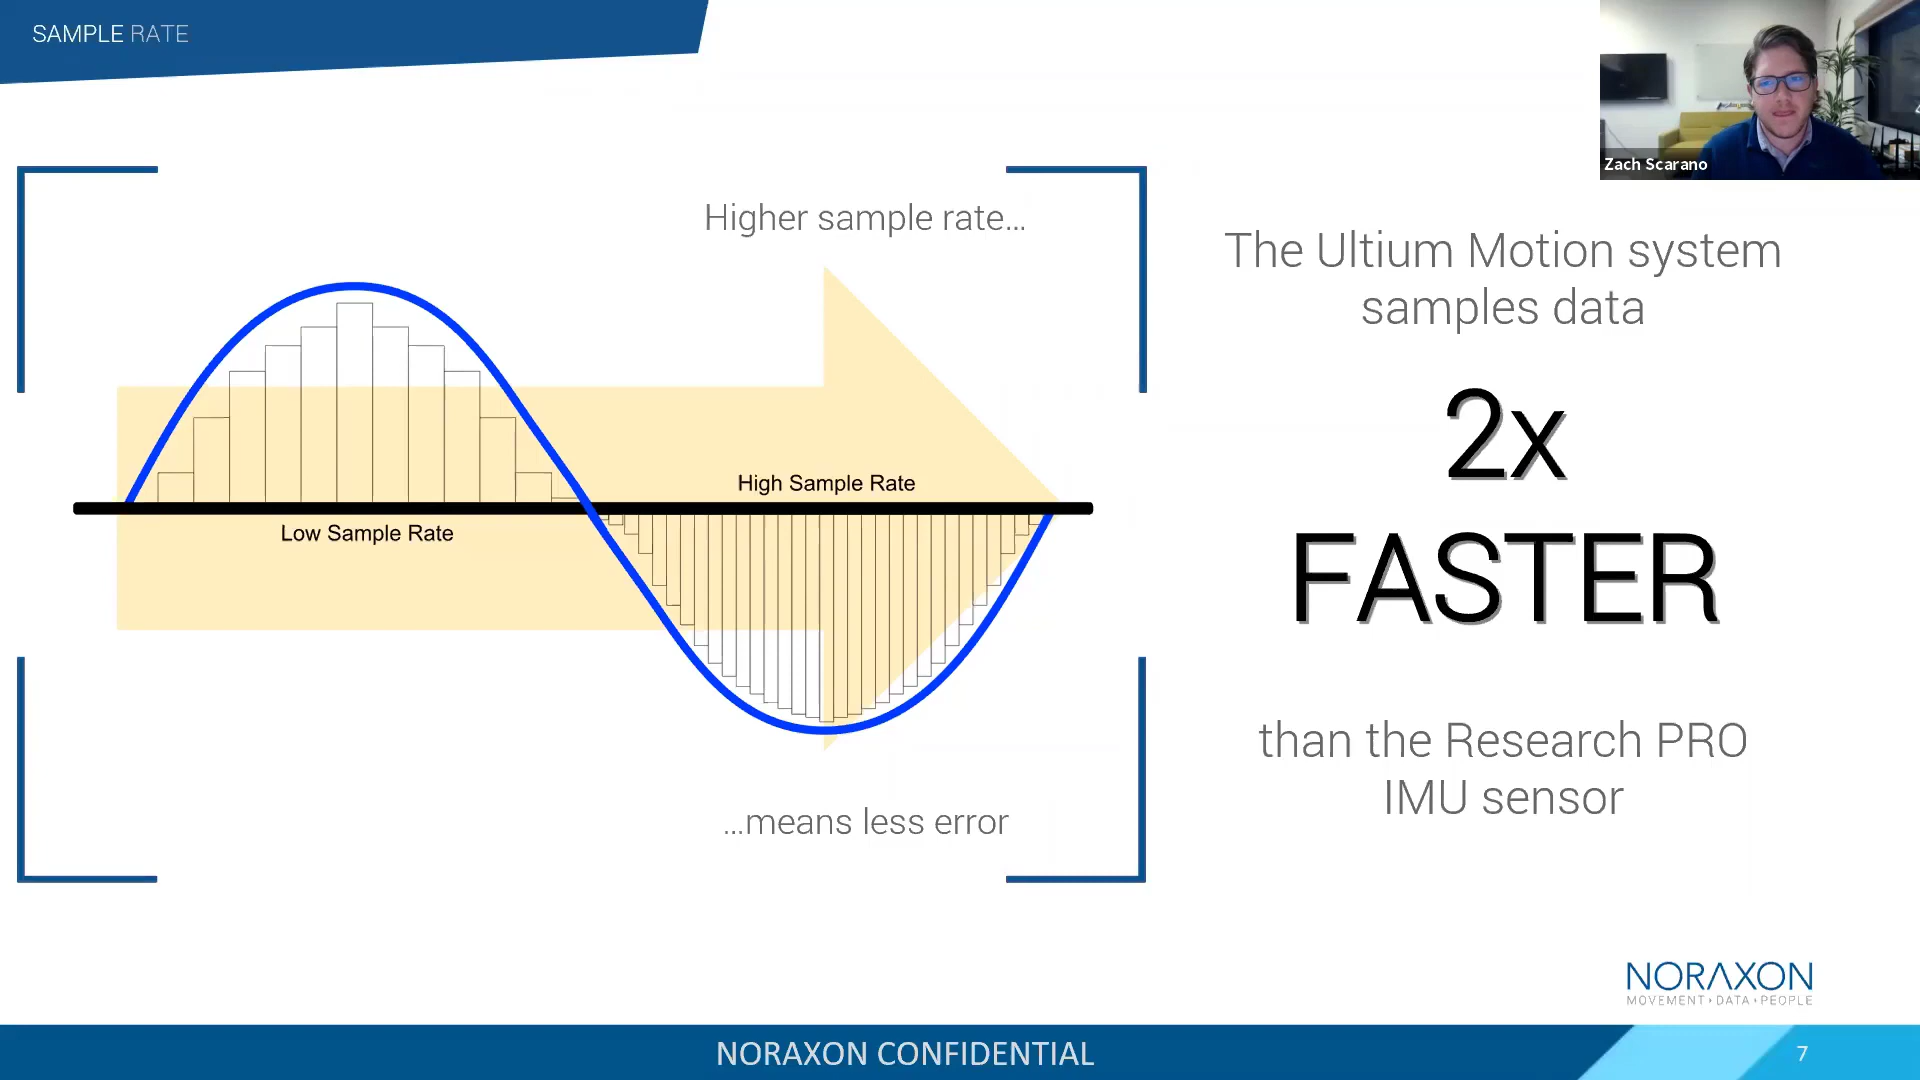 SAMPLE RATE
Zach Scarano
Higher sample rate...
High Sample Rate
Low Sample Rate
...means less error
The Ultium Motion system
samples data
2x
FASTER
than the Research PRO
IMU sensor
NORAXON
MOVEMENT • DATA • PEOPLE
NORAXON CONFIDENTIAL
7